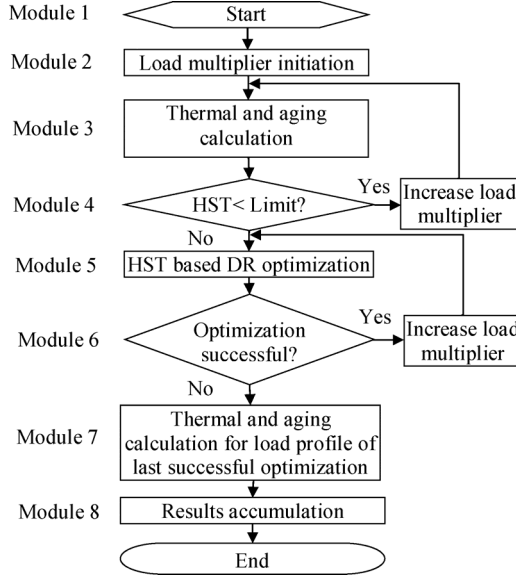 Module 1
Start
Module 2
Load multiplier initiation
Module 3
Thermal and aging
calculation
Module 4
HST< Limit?
Yes
Increase load
multiplier
No
Module 5
HST based DR optimization
Module 6
Optimization
successful?
Yes
Increase load
multiplier
No
Module 7
Thermal and aging
calculation for load profile of
last successful optimization
Module 8
Results accumulation
End